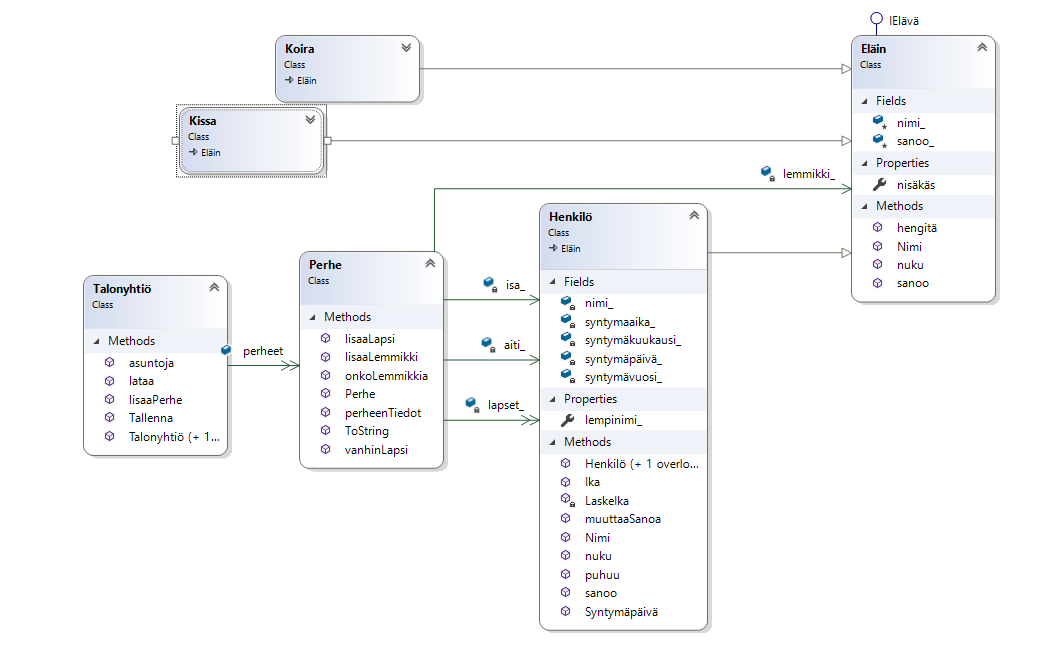 IElävä
Koira
Class
Eläin
Kissa
Class
Eläin
Eläin
Class
Fields
nimi_
sanoo_
Properties
nisäkäs
Methods
hengitä
Nimi
nuku
sanoo
lemmikki_
Talonyhtiö
Class
Methods
asuntoja
lataa
lisaaPerhe
Tallenna
Talonyhtiö (+ 1...
perheet
Perhe
Class
Methods
lisaaLapsi
lisaaLemmikki
onkoLemmikkia
Perhe
perheenTiedot
ToString
vanhinLapsi
isa_
aiti_
lapset_
Henkilö
Class
Eläin
Fields
nimi_
syntymaaika_
syntymäkuukausi_
syntymäpäivä_
syntymävuosi_
Properties
lempinimi_
Methods
Henkilö (+ 1 overlo...
Ika
Laskelka
muuttaaSanoa
Nimi
nuku
puhuu
sanoo
Syntymäpäivä